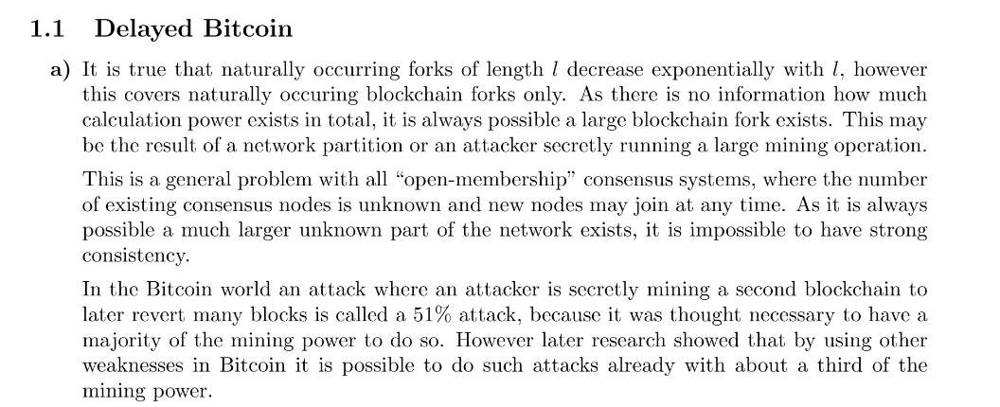 1.1 Delayed Bitcoin
a) It is true that naturally occurring forks of length l decrease exponentially with l, however
this covers naturally occuring blockchain forks only. As there is no information how much
calculation power exists in total, it is always possible a large blockchain fork exists. This may
be the result of a network partition or an attacker secretly running a large mining operation.
This is a general problem with all “open-membership” consensus systems, where the number
of existing consensus nodes is unknown and new nodes may join at any time. As it is always
possible a much larger unknown part of the network exists, it is impossible to have strong
consistency.
In the Bitcoin world an attack where an attacker is secretly mining a second blockchain to
later revert many blocks is called a 51% attack, because it was thought necessary to have a
majority of the mining power to do so. However later research showed that by using other
weaknesses in Bitcoin it is possible to do such attacks already with about a third of the
mining power.